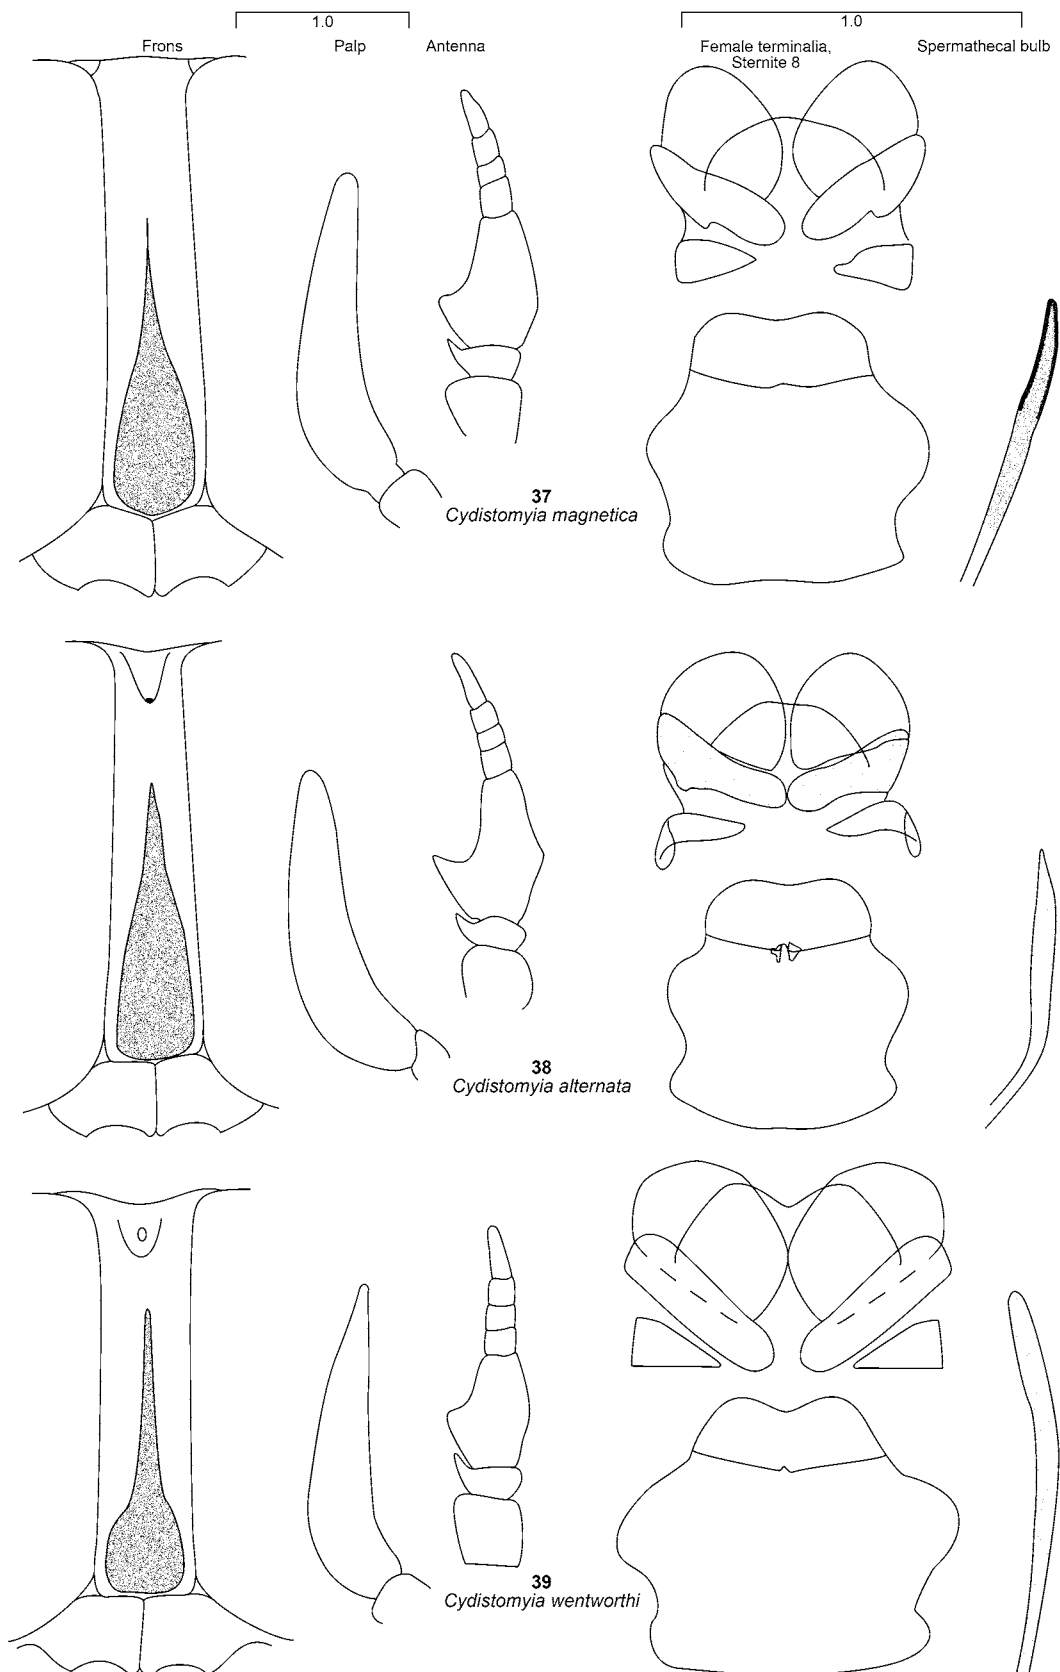 1.0
1.0
Frons
Palp
Antenna
Female terminalia,
Sternite 8
Spermathecal bulb
37
Cydistomyia magnetica
38
Cydistomyia alternata
39
Cydistomyia wentworthi